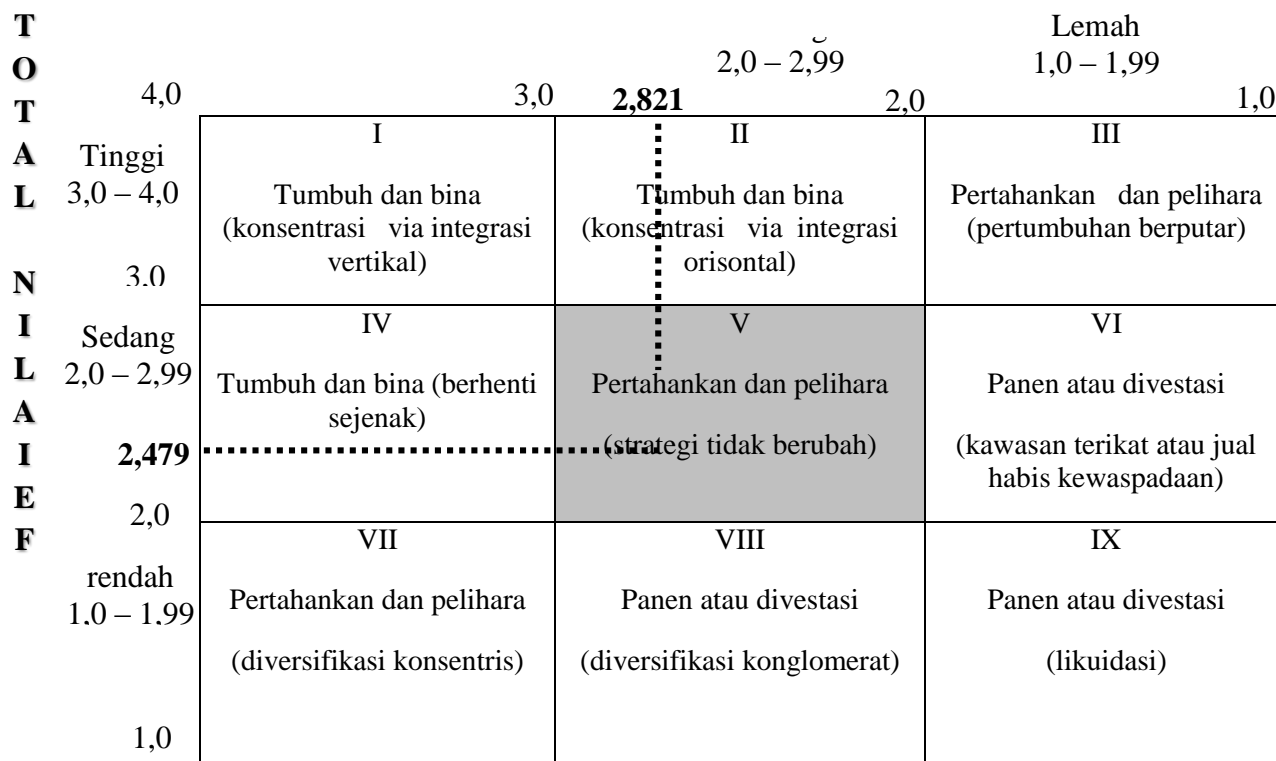 T
O
T
A
L
N
I
L
A
I
E
F
Lemah
2,0 – 2,99
1,0 – 1,99
4,0
3,0
2,821
2,0
1,0
Tinggi
3,0 – 4,0
3,0
I
Tumbuh dan bina
(konsentrasi via integrasi
vertikal)
II
Tumbuh dan bina
(konsentrasi via integrasi
orisontal)
III
Pertahankan dan pelihara
(pertumbuhan berputar)
Sedang
2,0 – 2,99
2,479
2,0
IV
Tumbuh dan bina (berhenti
sejenak)
V
Pertahankan dan pelihara
(strategi tidak berubah)
VI
Panen atau divestasi
(kawasan terikat atau jual
habis kewaspadaan)
rendah
1,0 – 1,99
1,0
VII
Pertahankan dan pelihara
(diversifikasi konsentris)
VIII
Panen atau divestasi
(diversifikasi konglomerat)
IX
Panen atau divestasi
(likuidasi)